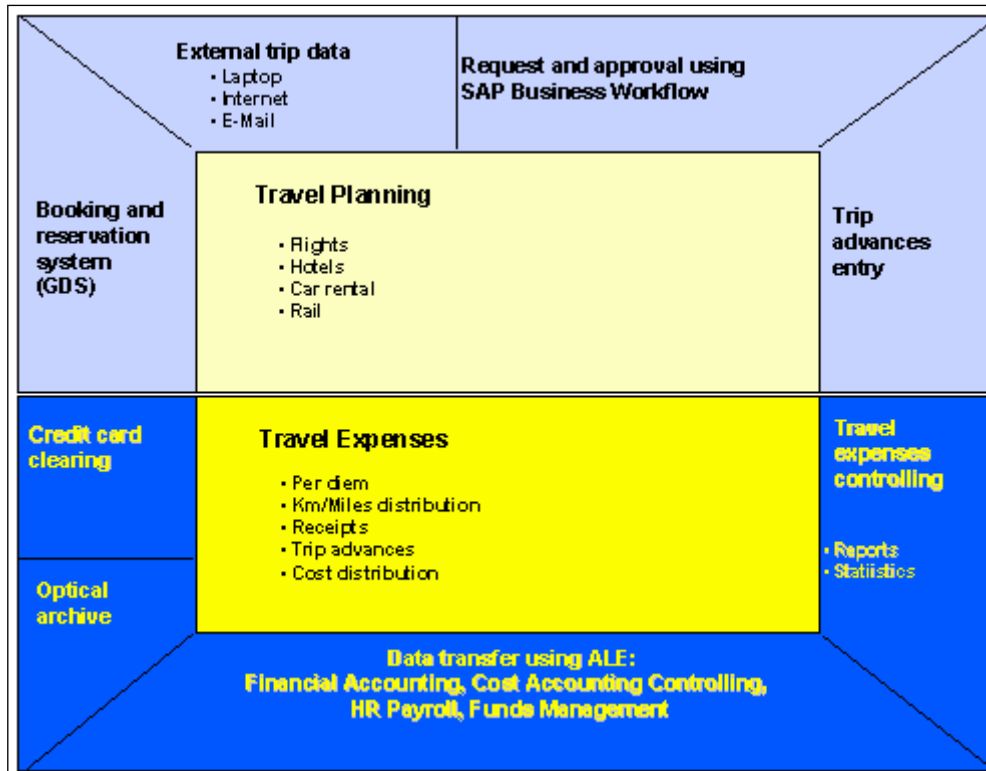 External trip data
• Laptop
• Internet
• E-Mail
Request and approval using
SAP Business Workflow
Booking and
reservation
system
(GDS)
Travel Planning
• Flights
• Hotels
• Car rental
• Rail
Trip
advances
entry
Credit card
clearing
Optical
archive
Travel Expenses
• Per diem
• Km/Miles distribution
• Receipts
• Trip advances
• Cost distribution
Travel
expenses
controlling
• Reports
• Statiistics
Data transfer using ALE:
Financial Accounting, Cost Accounting Controlling,
HR Payroll, Funds Management